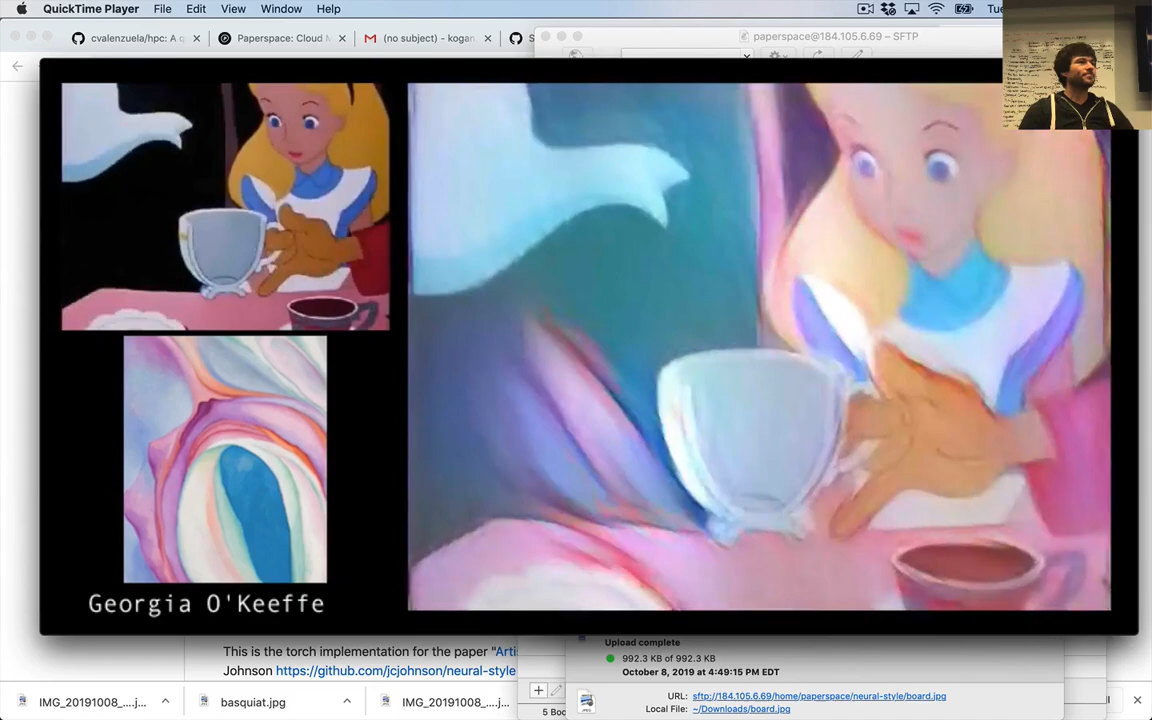 QuickTime Player File Edit View Window Help Tue
cvalenzuela/hpc: A q
Paperspace: Cloud
(no subject) - kogan
paperspace@184.105.6.69 – SFTP
Georgia O'Keeffe
This is the torch implementation for the paper "Artis
Johnson https://github.com/jcjohnson/neural-style
Upload complete
992.3 KB of 992.3 KB
October 8, 2019 at 4:49:15 PM EDT
URL: sftp://184.105.6.69/home/paperspace/neural-style/board.jpg
Local File: ~/Downloads/board.jpg
JPEG
IMG_20191008_....j...
basquiat.jpg
IMG_20191008_....j...